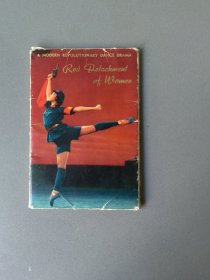 A MODERN REVOLUTIONARY DANCE DRAMA
Red Detachment
of Women